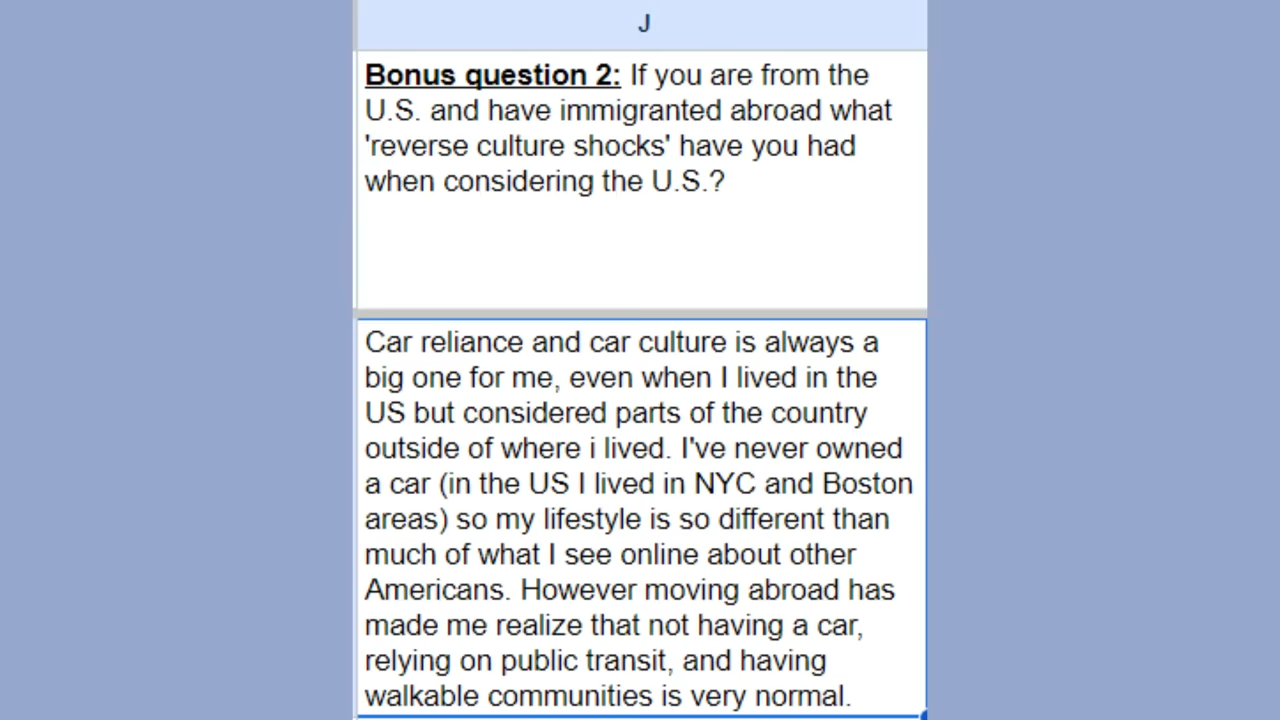 J
Bonus question 2: If you are from the
U.S. and have immigranted abroad what
'reverse culture shocks' have you had
when considering the U.S.?
Car reliance and car culture is always a
big one for me, even when I lived in the
US but considered parts of the country
outside of where i lived. I've never owned
a car (in the US I lived in NYC and Boston
areas) so my lifestyle is so different than
much of what I see online about other
Americans. However moving abroad has
made me realize that not having a car,
relying on public transit, and having
walkable communities is very normal.